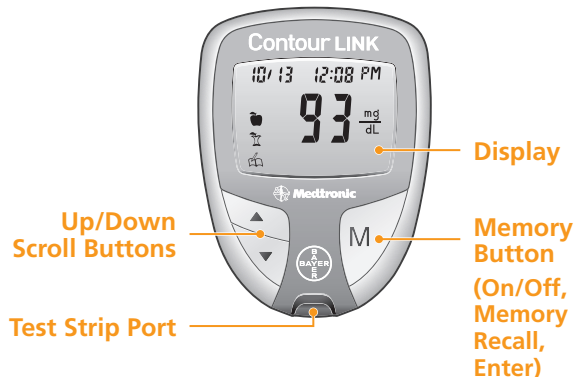 Contour LINK
10/13 12:08 PM
93 mg/dL
Medtronic
Display
Up/Down
Scroll Buttons
M
BAYER
BAYER
Memory
Button
(On/Off,
Memory
Recall,
Enter)
Test Strip Port